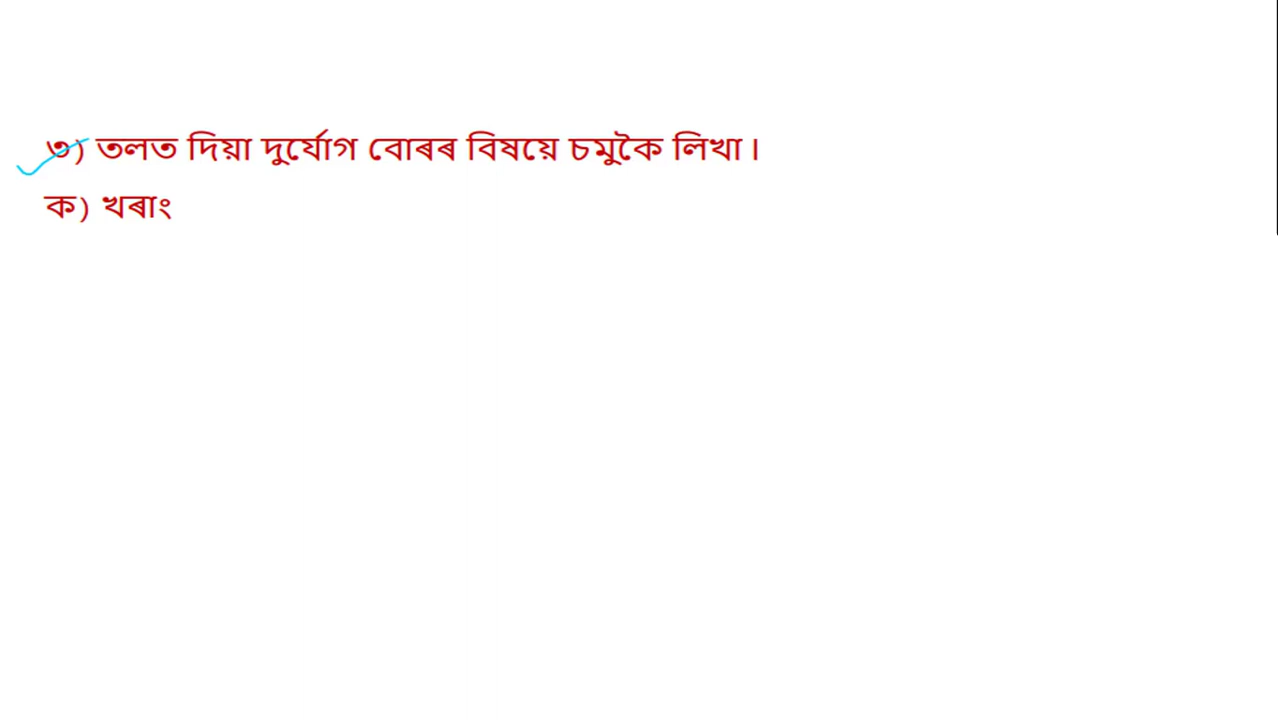 ৩) তলত দিয়া দুৰ্যোগ বোৰৰ বিষয়ে চমুকৈ লিখা।
ক) খৰাং